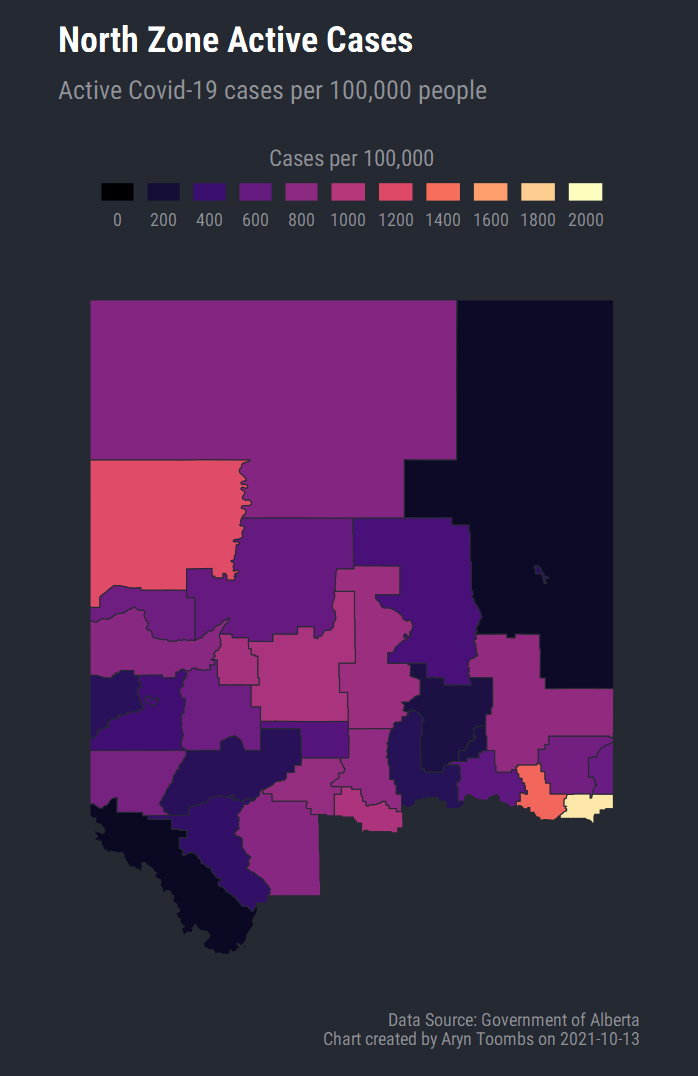 North Zone Active Cases
Active Covid-19 cases per 100,000 people
Cases per 100,000
0 200 400 600 800 1000 1200 1400 1600 1800 2000
Data Source: Government of Alberta
Chart created by Aryn Toombs on 2021-10-13